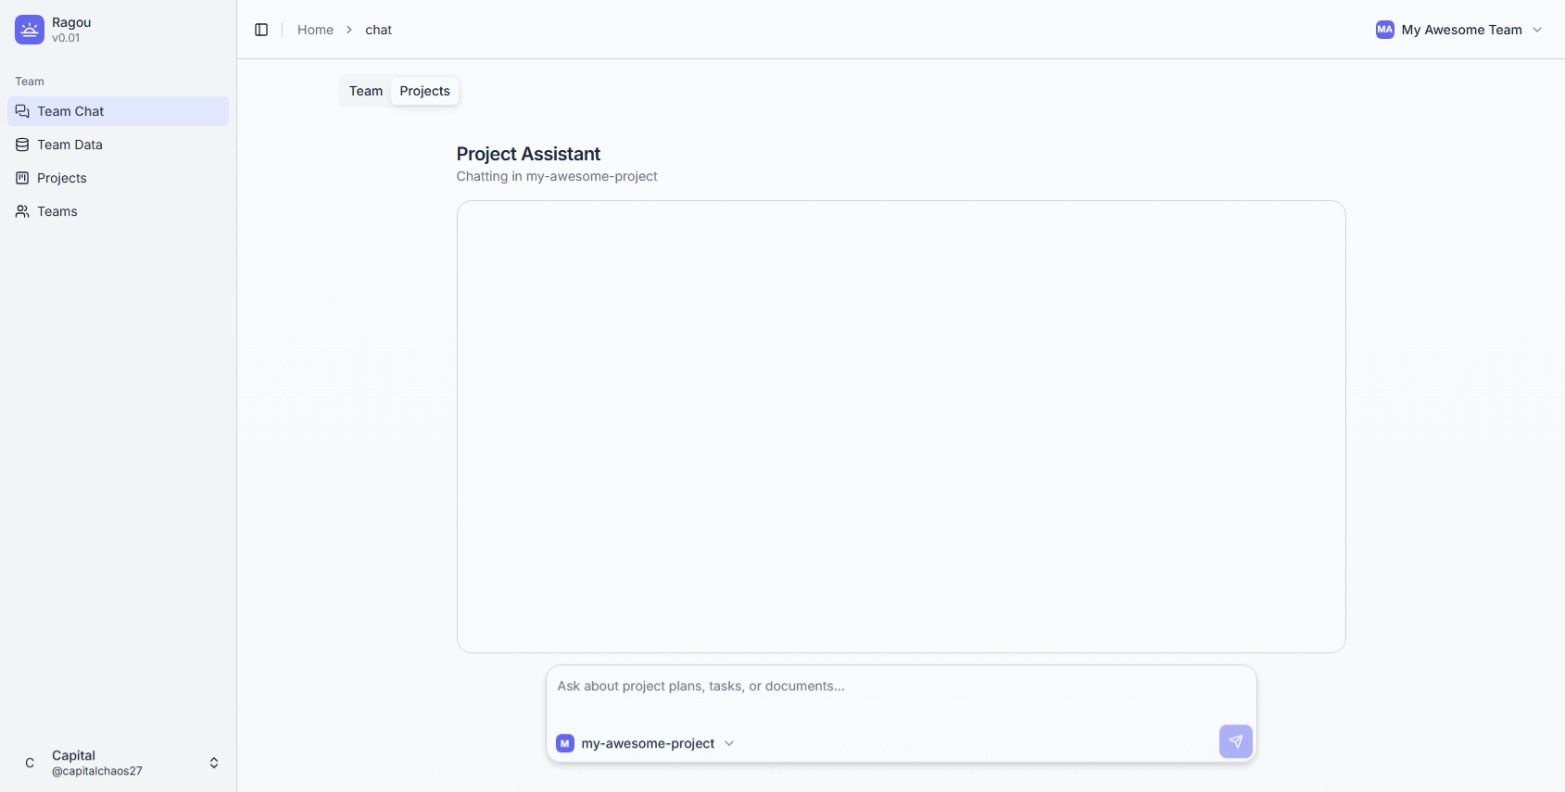 Ragou
v0.01
Team
Team Chat
Team Data
Projects
Teams
C
Capital
@capitalchaos27
Home > chat
MA My Awesome Team
Team Projects
Project Assistant
Chatting in my-awesome-project
Ask about project plans, tasks, or documents...
M my-awesome-project